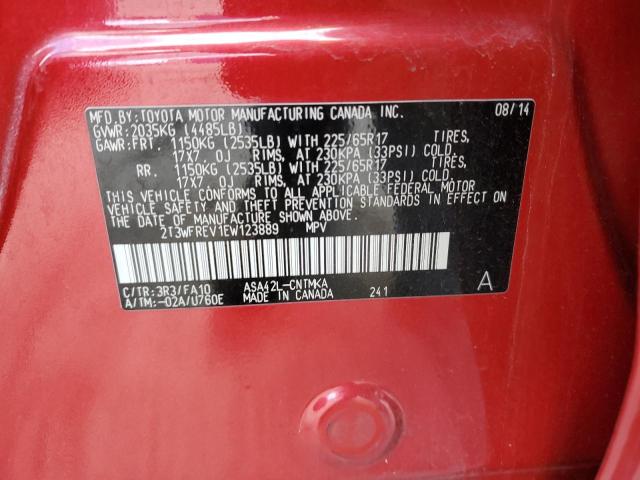 MFD.BY:TOYOTA MOTOR MANUFACTURING CANADA INC. 08/14
GVWR:2035KG (4485LB)
GAWR:FRT. 1150KG (2535LB) WITH 225/65R17 TIRES,
17X7.0J RIMS, AT 230KPA (33PSI) COLD.
RR. 1150KG (2535LB) WITH 225/65R17 TIRES,
17X7.0J RIMS, AT 230KPA (33PSI) COLD.
THIS VEHICLE CONFORMS TO ALL APPLICABLE FEDERAL MOTOR
VEHICLE SAFETY AND THEFT PREVENTION STANDARDS IN EFFECT ON
THE DATE OF MANUFACTURE SHOWN ABOVE.
2T3WFREV1EW123889 MPV
C/TR:3R3/FA10 ASA42L-CNTMKA
A/TM:-02A/U760E MADE IN CANADA 241 A